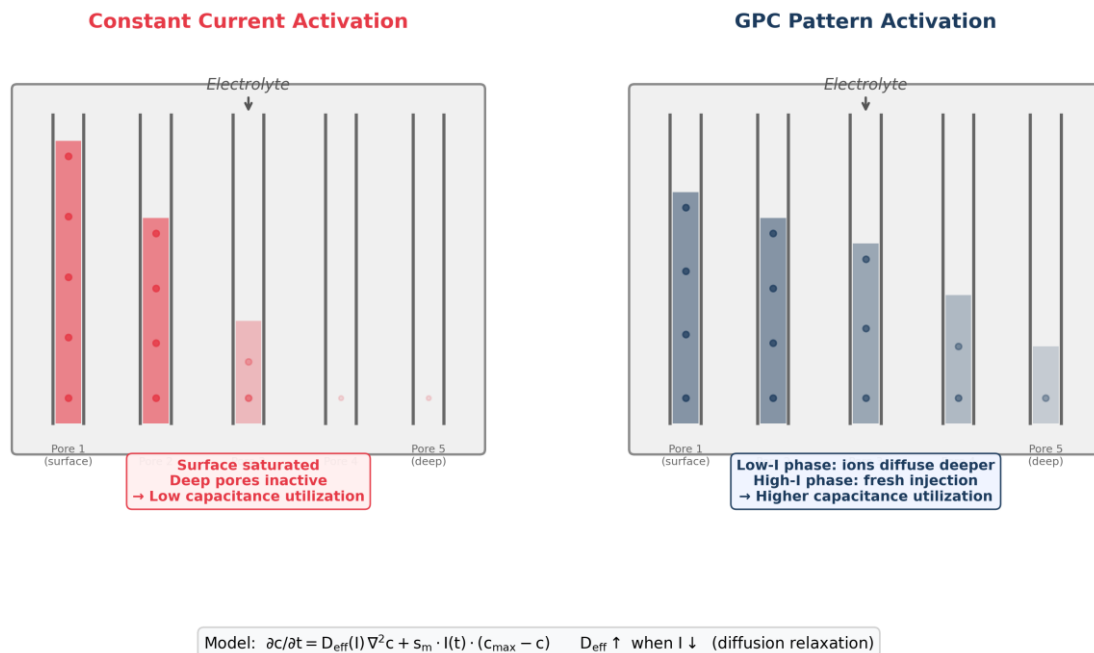 Constant Current Activation
GPC Pattern Activation
Electrolyte
Electrolyte
Pore 1
(surface)
Pore 5
(deep)
Pore 1
(surface)
Pore 5
(deep)
Surface saturated
Deep pores inactive
→ Low capacitance utilization
Low-I phase: ions diffuse deeper
High-I phase: fresh injection
→ Higher capacitance utilization
Model: ∂c/∂t = D_eff(I) ∇²c + s_m · I(t) · (c_max − c) D_eff ↑ when I ↓ (diffusion relaxation)